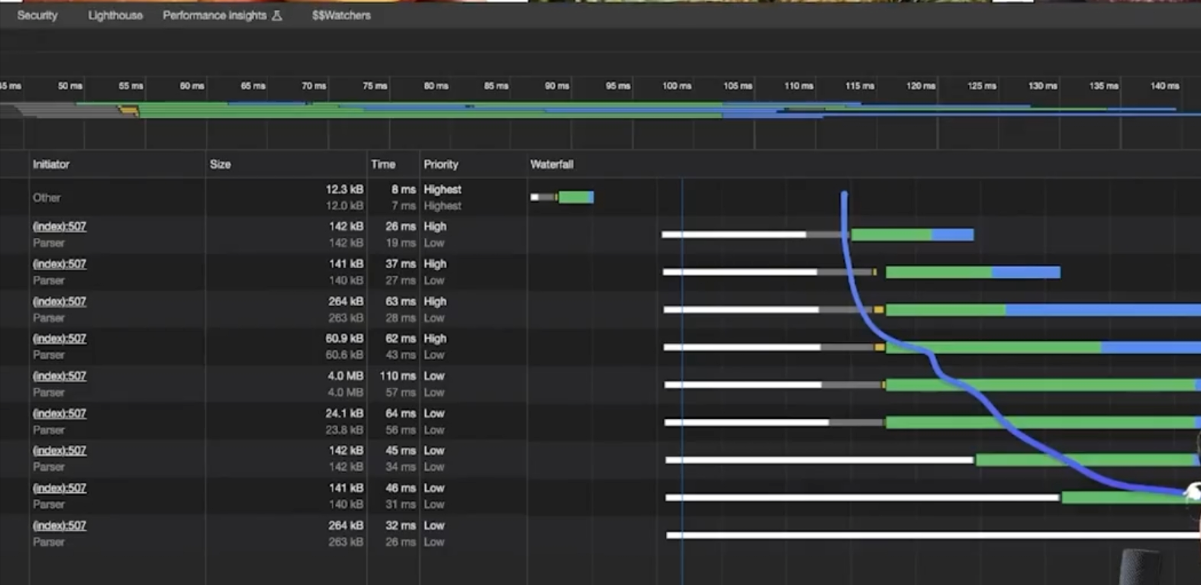 Security Lighthouse Performance insights $$Watchers
45 ms 50 ms 55 ms 60 ms 65 ms 70 ms 75 ms 80 ms 85 ms 90 ms 95 ms 100 ms 105 ms 110 ms 115 ms 120 ms 125 ms 130 ms 135 ms 140 ms
Initiator Size Time Priority Waterfall
Other 12.3 kB 8 ms Highest
12.0 kB 7 ms Highest
(index):507 142 kB 26 ms High
Parser 142 kB 19 ms Low
(index):507 141 kB 37 ms High
Parser 140 kB 27 ms Low
(index):507 264 kB 63 ms High
Parser 263 kB 28 ms Low
(index):507 60.9 kB 62 ms High
Parser 60.6 kB 43 ms Low
(index):507 4.0 MB 110 ms Low
Parser 4.0 MB 57 ms Low
(index):507 24.1 kB 64 ms Low
Parser 23.8 kB 56 ms Low
(index):507 142 kB 45 ms Low
Parser 142 kB 34 ms Low
(index):507 141 kB 46 ms Low
Parser 140 kB 31 ms Low
(index):507 264 kB 32 ms Low
Parser 263 kB 26 ms Low